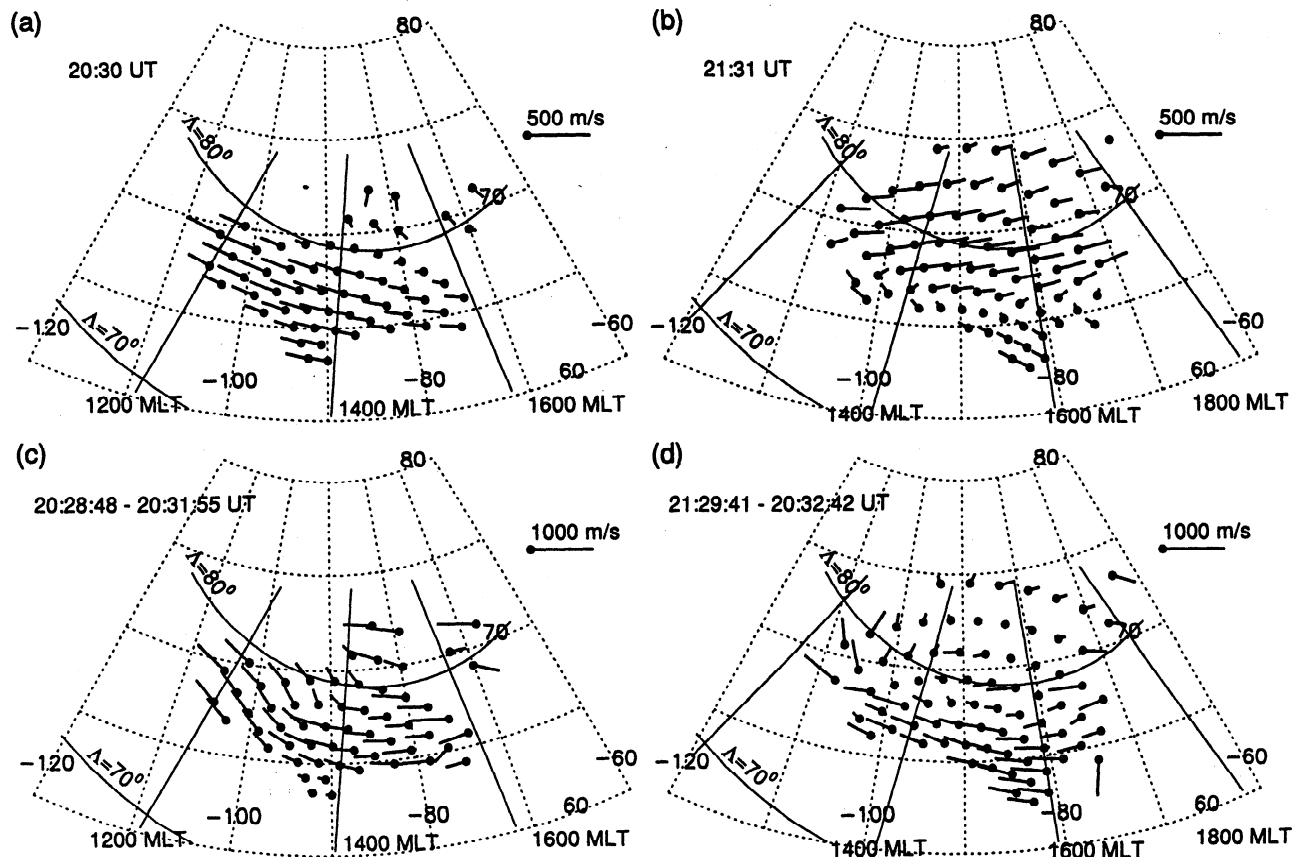 (a)
80
20:30 UT
500 m/s
Λ=80°
70
-120
Λ=70°
-60
-100
-80
60
1200 MLT
1400 MLT
1600 MLT
(b)
80
21:31 UT
500 m/s
Λ=80°
70
-120
Λ=70°
-60
-100
-80
60
1400 MLT
1600 MLT
1800 MLT
(c)
80
20:28:48 - 20:31:55 UT
1000 m/s
Λ=80°
70
-120
Λ=70°
-60
-100
-80
60
1200 MLT
1400 MLT
1600 MLT
(d)
80
21:29:41 - 20:32:42 UT
1000 m/s
Λ=80°
70
-120
Λ=70°
-60
-100
-80
60
1400 MLT
1600 MLT
1800 MLT